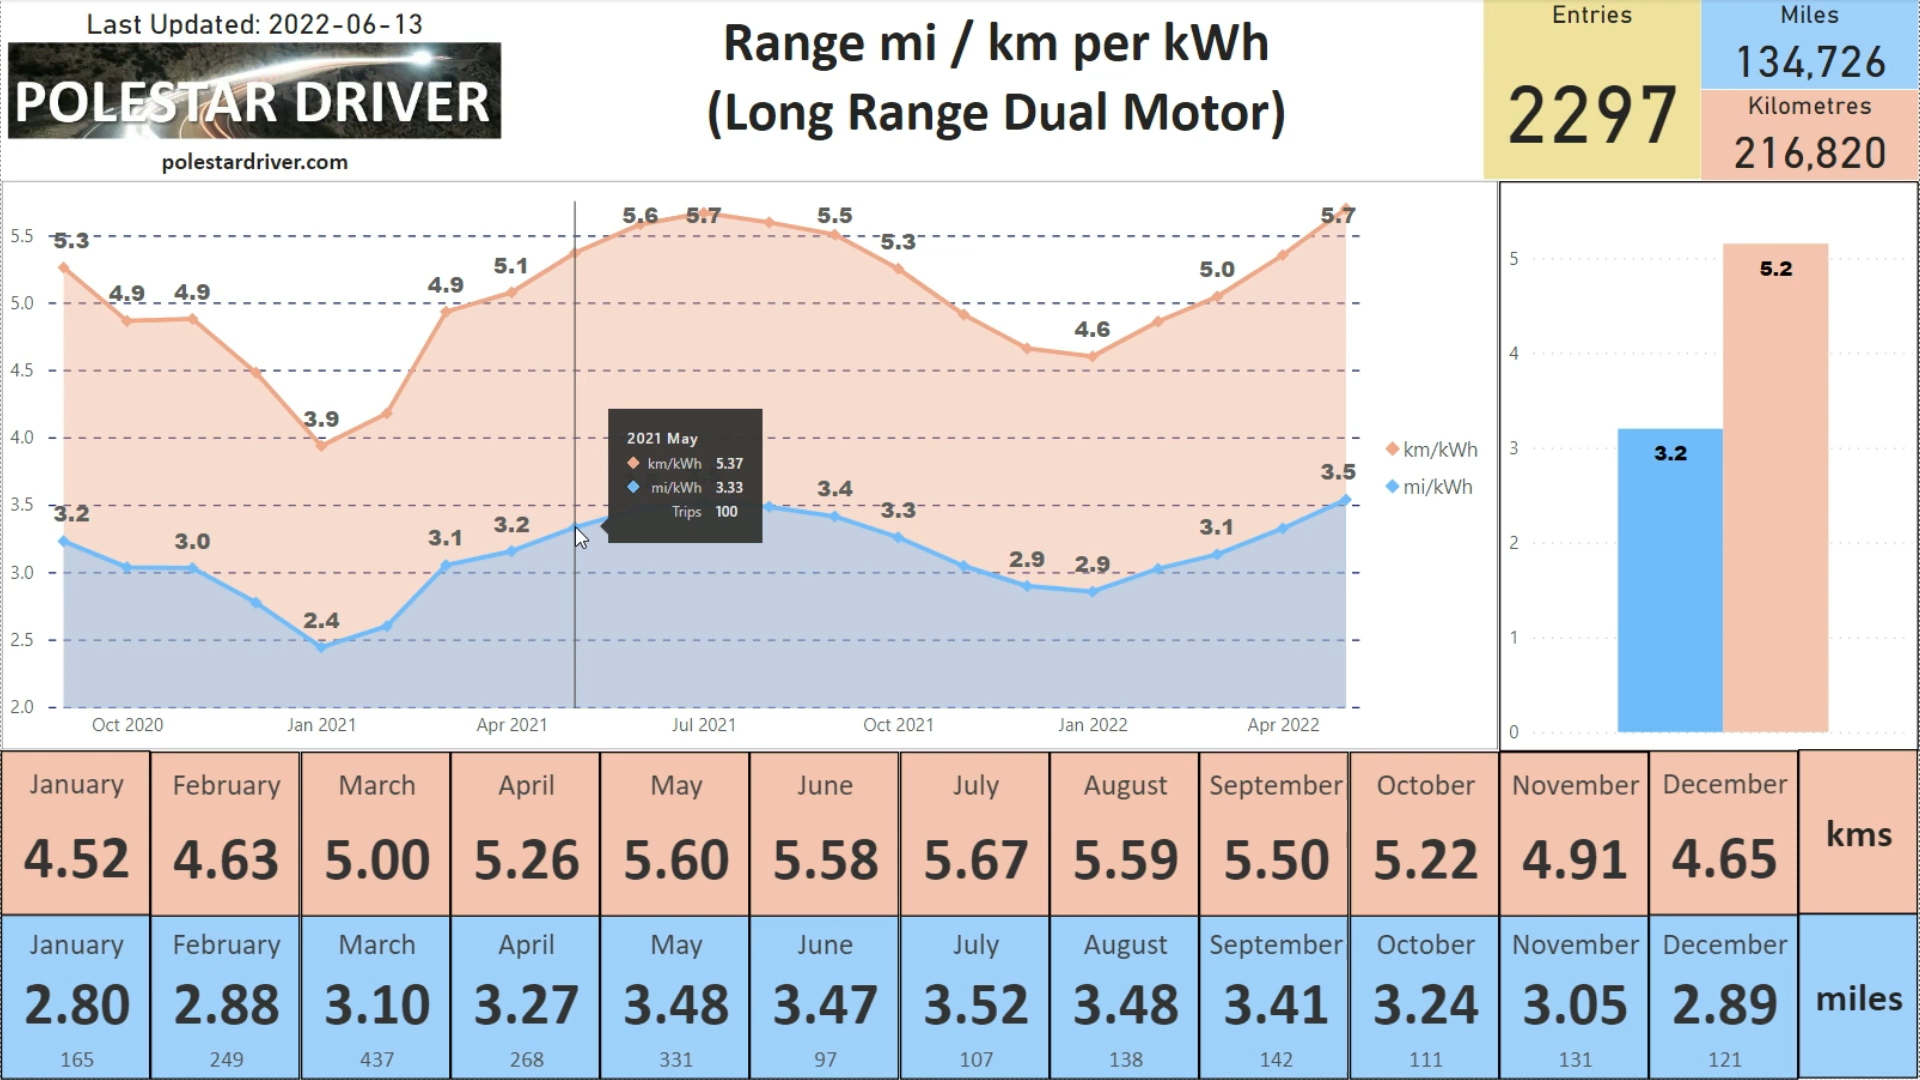 Last Updated: 2022-06-13
POLESTAR DRIVER
polestardriver.com
Range mi / km per kWh
(Long Range Dual Motor)
Entries
2297
Miles
134,726
Kilometres
216,820
5.5
5.0
4.5
4.0
3.5
3.0
2.5
2.0
5.3
4.9
4.9
3.9
4.9
5.1
5.6
5.7
5.5
5.3
4.6
5.0
5.7
3.2
3.0
2.4
3.1
3.2
3.4
3.3
2.9
2.9
3.1
3.5
2021 May
km/kWh 5.37
mi/kWh 3.33
Trips 100
Oct 2020
Jan 2021
Apr 2021
Jul 2021
Oct 2021
Jan 2022
Apr 2022
km/kWh
mi/kWh
5
4
3
2
1
0
3.2
5.2
January February March April May June July August September October November December
4.52 4.63 5.00 5.26 5.60 5.58 5.67 5.59 5.50 5.22 4.91 4.65
kms
January February March April May June July August September October November December
2.80 2.88 3.10 3.27 3.48 3.47 3.52 3.48 3.41 3.24 3.05 2.89
miles
165 249 437 268 331 97 107 138 142 111 131 121